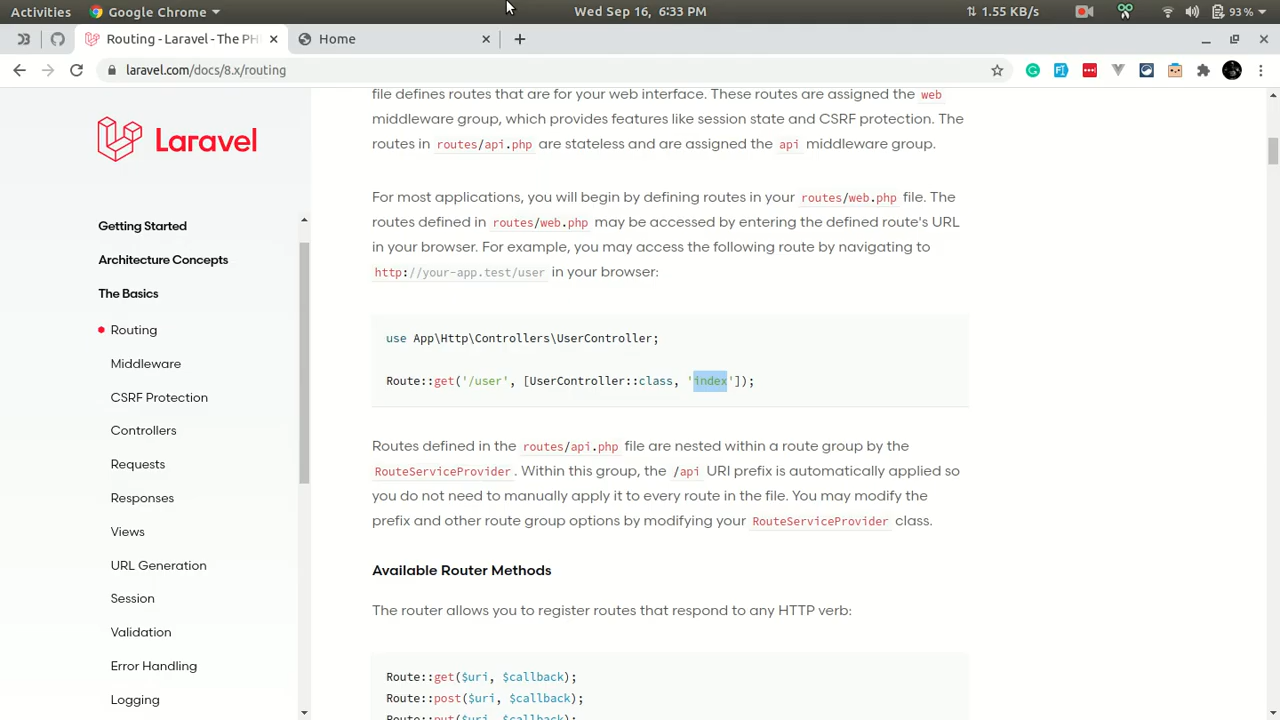 Activities Google Chrome Wed Sep 16, 6:33 PM 1.55 KB/s 93 %
Routing - Laravel - The PH Home
laravel.com/docs/8.x/routing
Laravel
Getting Started
Architecture Concepts
The Basics
Routing
Middleware
CSRF Protection
Controllers
Requests
Responses
Views
URL Generation
Session
Validation
Error Handling
Logging
file defines routes that are for your web interface. These routes are assigned the web
middleware group, which provides features like session state and CSRF protection. The
routes in routes/api.php are stateless and are assigned the api middleware group.
For most applications, you will begin by defining routes in your routes/web.php file. The
routes defined in routes/web.php may be accessed by entering the defined route's URL
in your browser. For example, you may access the following route by navigating to
http://your-app.test/user in your browser:
use App\Http\Controllers\UserController;
Route::get('/user', [UserController::class, 'index']);
Routes defined in the routes/api.php file are nested within a route group by the
RouteServiceProvider. Within this group, the /api URI prefix is automatically applied so
you do not need to manually apply it to every route in the file. You may modify the
prefix and other route group options by modifying your RouteServiceProvider class.
Available Router Methods
The router allows you to register routes that respond to any HTTP verb:
Route::get($uri, $callback);
Route::post($uri, $callback);
Route::put($uri, $callback);